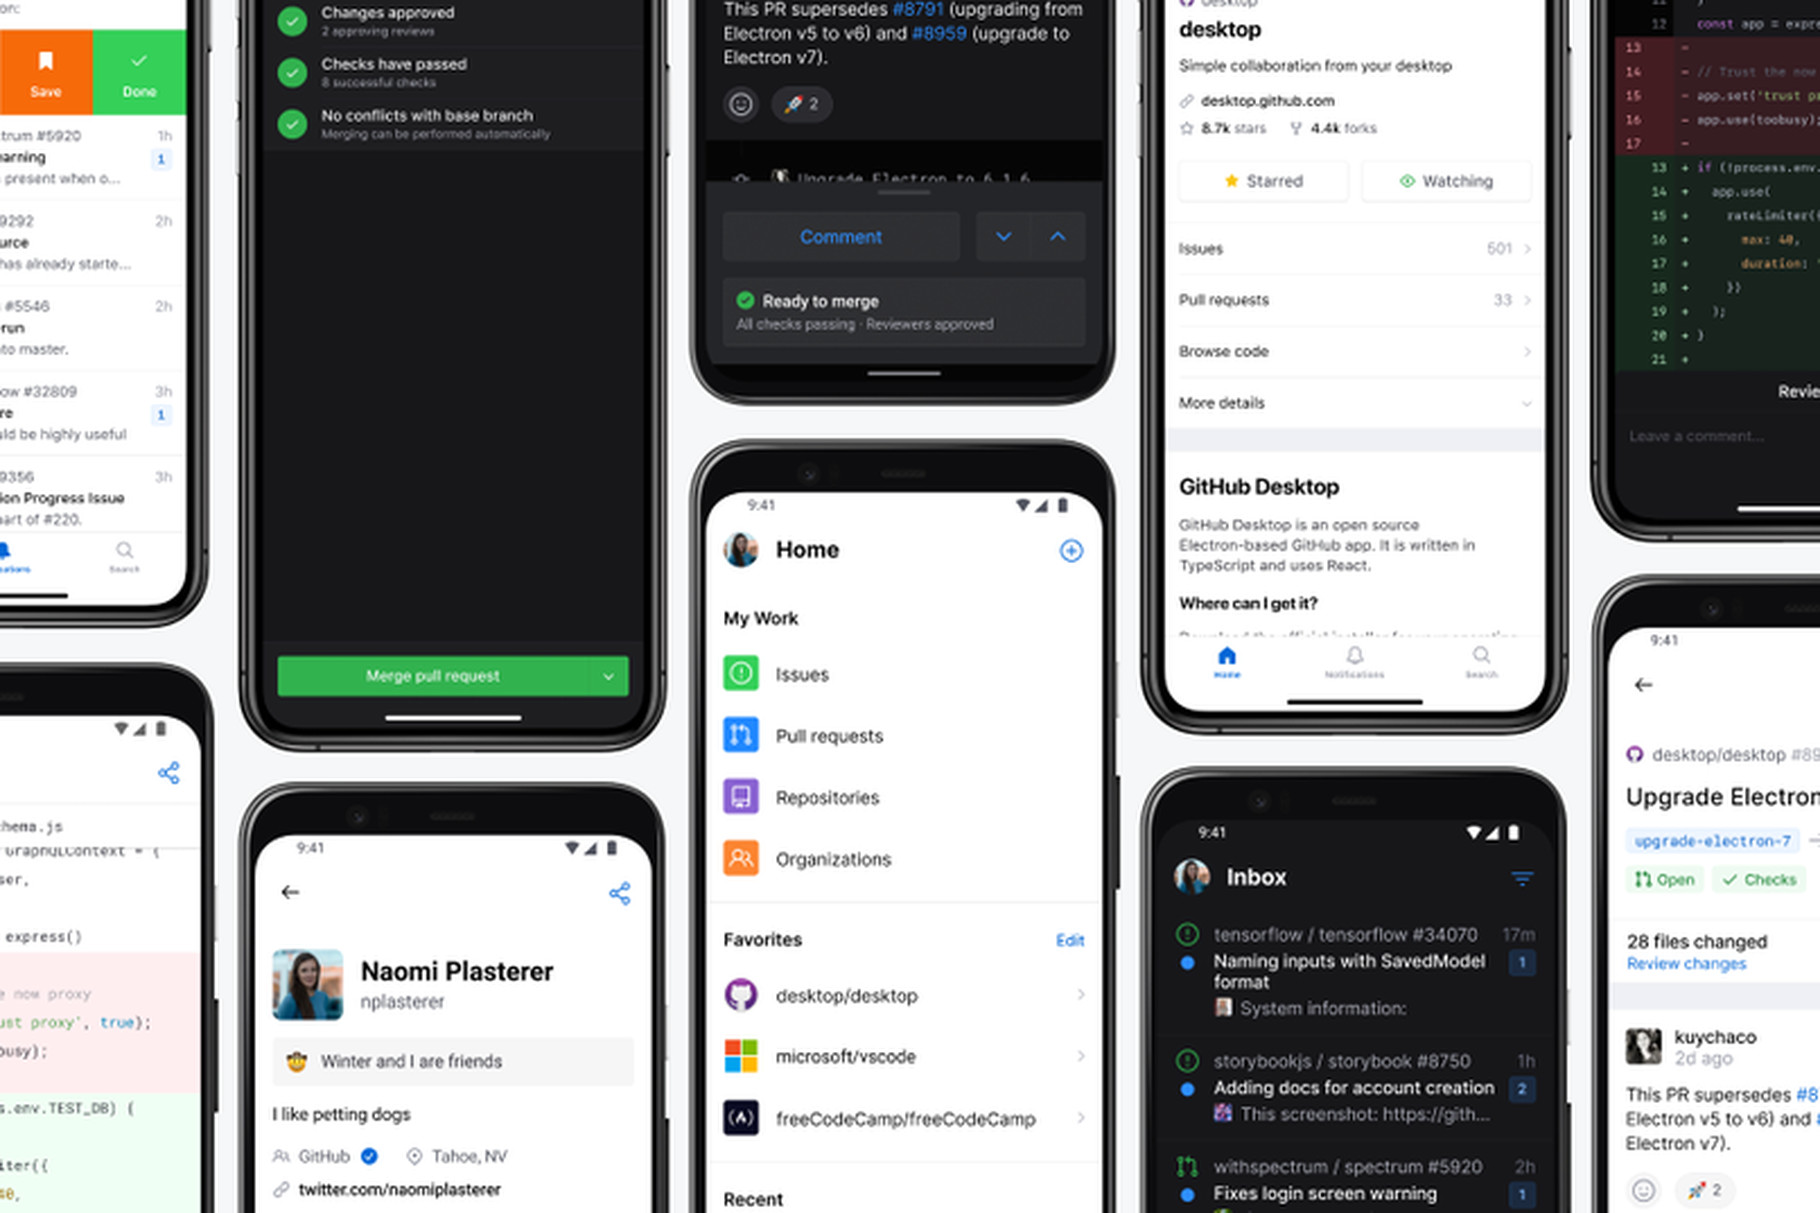 on:
Save
Done
trum #5920
1h
arning
1
present when o...
9292
2h
urce
has already starte...
#5546
2h
run
to master.
ow #32809
3h
re
1
ld be highly useful
9356
3h
ion Progress Issue
art of #220.
cations
Search
hema.js
GraphQLContext = {
ser,
express()
e now proxy
ust proxy', true);
ousy);
s.env.TEST_DB) {
iter({
40,
Changes approved
2 approving reviews
Checks have passed
8 successful checks
No conflicts with base branch
Merging can be performed automatically
Merge pull request
9:41
Naomi Plasterer
nplasterer
Winter and I are friends
I like petting dogs
GitHub
Tahoe, NV
twitter.com/naomiplasterer
This PR supersedes #8791 (upgrading from
Electron v5 to v6) and #8959 (upgrade to
Electron v7).
2
Upgrade Electron to 6.1.6
Comment
Ready to merge
All checks passing · Reviewers approved
9:41
Home
My Work
Issues
Pull requests
Repositories
Organizations
Favorites
Edit
desktop/desktop
microsoft/vscode
freeCodeCamp/freeCodeCamp
Recent
desktop
desktop
Simple collaboration from your desktop
desktop.github.com
8.7k stars
4.4k forks
Starred
Watching
Issues
501
Pull requests
33
Browse code
More details
GitHub Desktop
GitHub Desktop is an open source
Electron-based GitHub app. It is written in
TypeScript and uses React.
Where can I get it?
Home
Notifications
Search
9:41
Inbox
tensorflow / tensorflow #34070
17m
Naming inputs with SavedModel
format
1
System information:
storybookjs / storybook #8750
1h
Adding docs for account creation
2
This screenshot: https://gith...
withspectrum / spectrum #5920
2h
Fixes login screen warning
1
11 }
12 const app = expre
13 -
14 - // Trust the now
15 - app.set('trust pr
16 - app.use(toobusy);
17 -
13 + if (!process.env.
14 + app.use(
15 + rateLimiter({
16 + max: 40,
17 + duration: '
18 + })
19 + );
20 + }
21 +
Revie
Leave a comment...
9:41
desktop/desktop #89
Upgrade Electron
upgrade-electron-7
Open
Checks
28 files changed
Review changes
kuychaco
2d ago
This PR supersedes #8
Electron v5 to v6) and
Electron v7).
2